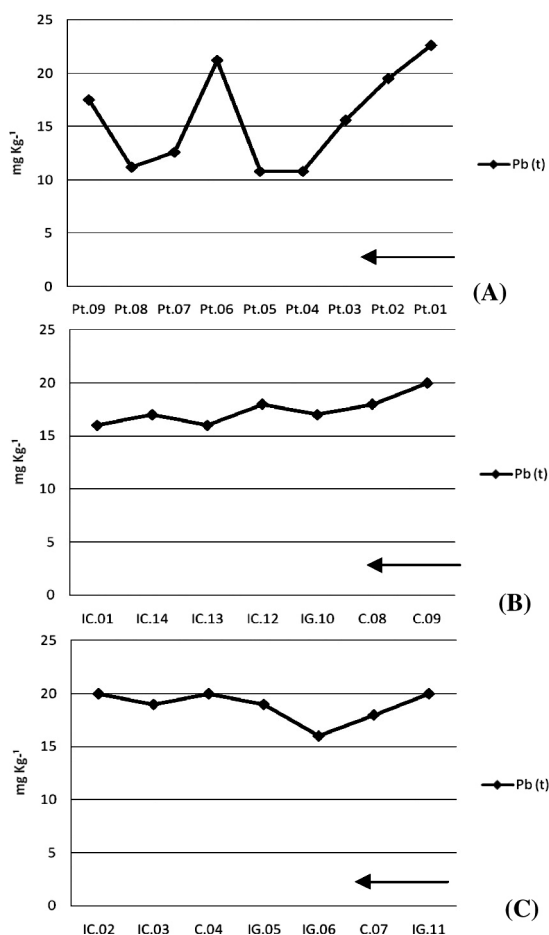 25
20
15
10
5
0
mg Kg-¹
Pb (t)
Pt.09 Pt.08 Pt.07 Pt.06 Pt.05 Pt.04 Pt.03 Pt.02 Pt.01
(A)
25
20
15
10
5
0
mg Kg-¹
Pb (t)
IC.01 IC.14 IC.13 IC.12 IG.10 C.08 C.09
(B)
25
20
15
10
5
0
mg Kg-¹
Pb (t)
IC.02 IC.03 C.04 IG.05 IG.06 C.07 IG.11
(C)